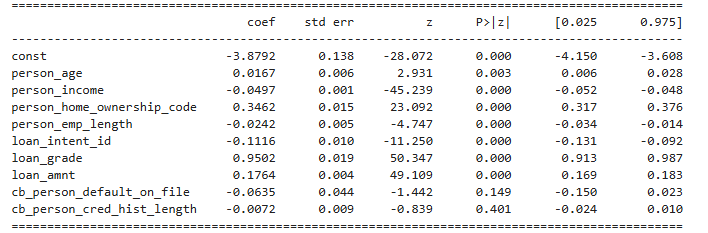 ==============================================================================================
coef std err z P>|z| [0.025 0.975]
----------------------------------------------------------------------------------------------
const -3.8792 0.138 -28.072 0.000 -4.150 -3.608
person_age 0.0167 0.006 2.931 0.003 0.006 0.028
person_income -0.0497 0.001 -45.239 0.000 -0.052 -0.048
person_home_ownership_code 0.3462 0.015 23.092 0.000 0.317 0.376
person_emp_length -0.0242 0.005 -4.747 0.000 -0.034 -0.014
loan_intent_id -0.1116 0.010 -11.250 0.000 -0.131 -0.092
loan_grade 0.9502 0.019 50.347 0.000 0.913 0.987
loan_amnt 0.1764 0.004 49.109 0.000 0.169 0.183
cb_person_default_on_file -0.0635 0.044 -1.442 0.149 -0.150 0.023
cb_person_cred_hist_length -0.0072 0.009 -0.839 0.401 -0.024 0.010
==============================================================================================